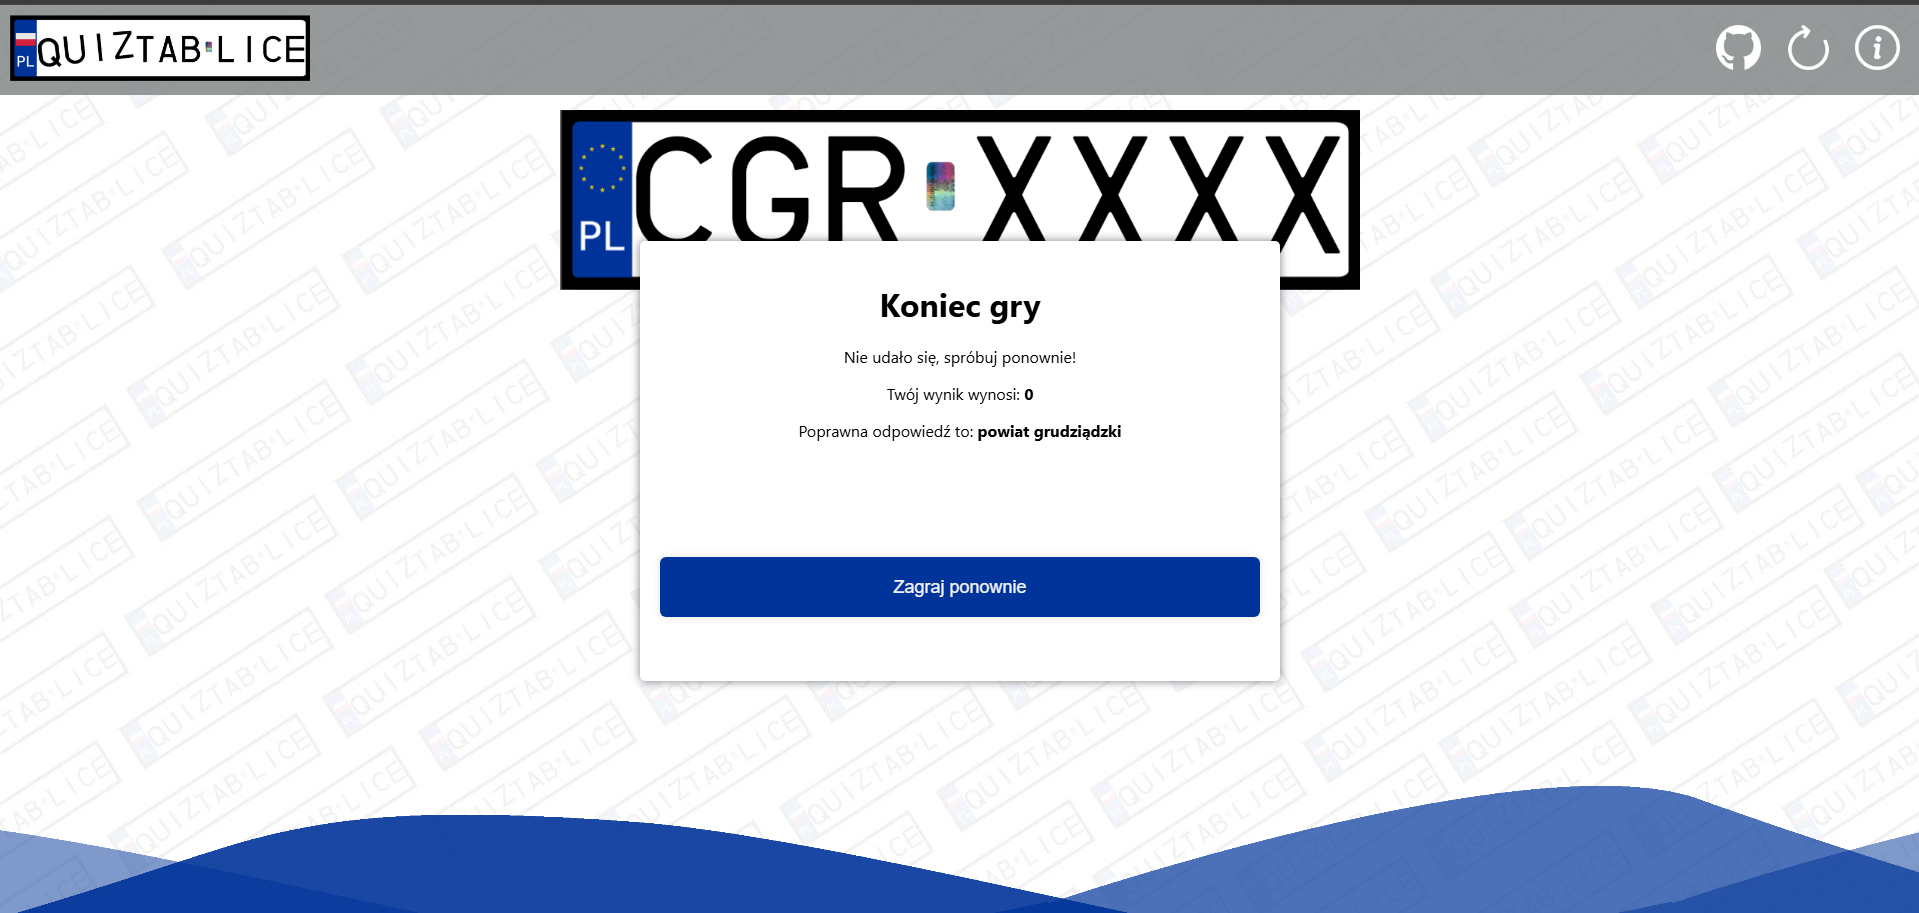 PL QUIZTAB LICE
PL CGR XXXX
Koniec gry
Nie udało się, spróbuj ponownie!
Twój wynik wynosi: 0
Poprawna odpowiedź to: powiat grudziądzki
Zagraj ponownie